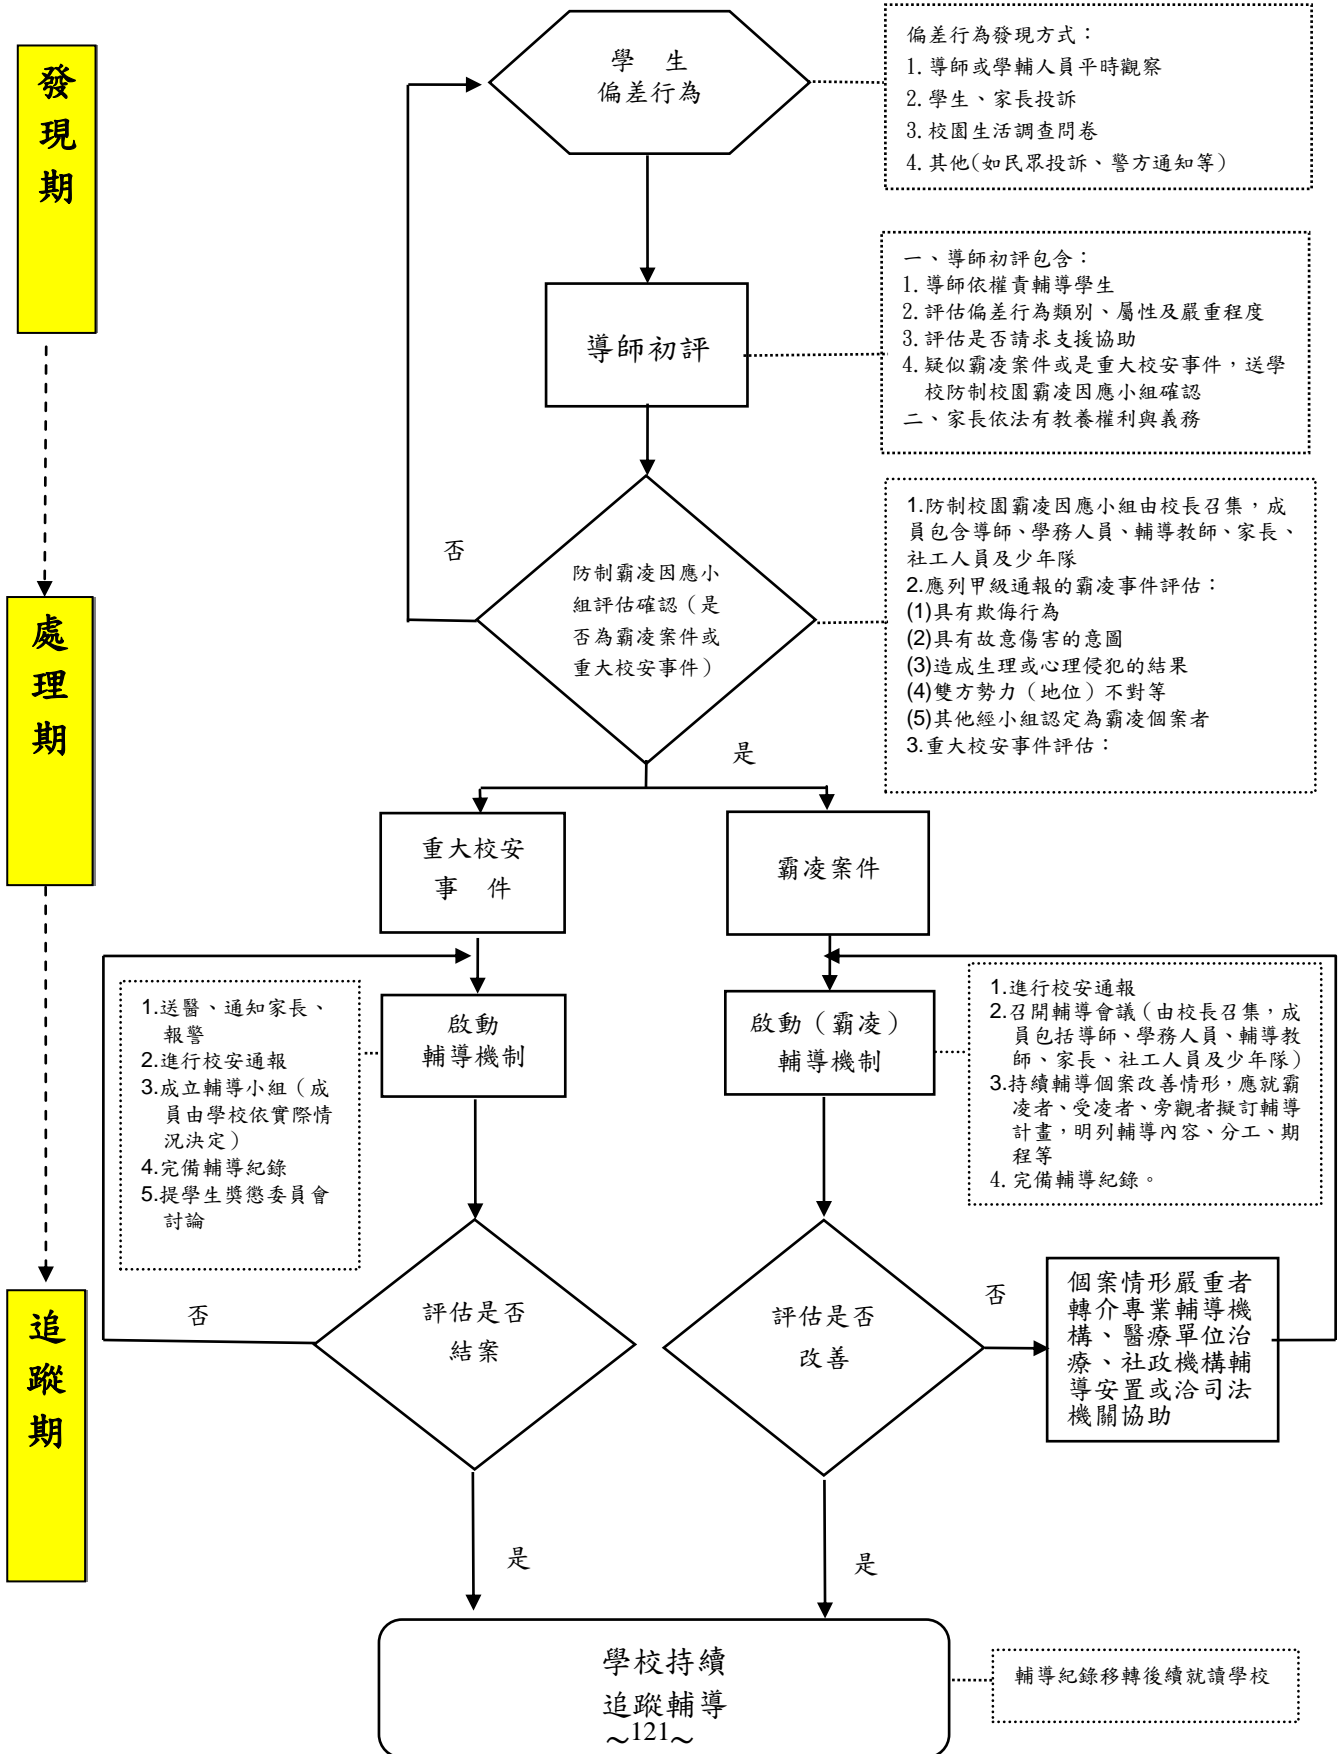 發現期
學　生
偏差行為
偏差行為發現方式：
1. 導師或學輔人員平時觀察
2. 學生、家長投訴
3. 校園生活調查問卷
4. 其他(如民眾投訴、警方通知等)
導師初評
一、導師初評包含：
1. 導師依權責輔導學生
2. 評估偏差行為類別、屬性及嚴重程度
3. 評估是否請求支援協助
4. 疑似霸凌案件或是重大校安事件，送學
校防制校園霸凌因應小組確認
二、家長依法有教養權利與義務
處理期
否
防制霸凌因應小
組評估確認（是
否為霸凌案件或
重大校安事件）
是
1.防制校園霸凌因應小組由校長召集，成
員包含導師、學務人員、輔導教師、家長、
社工人員及少年隊
2.應列甲級通報的霸凌事件評估：
(1)具有欺侮行為
(2)具有故意傷害的意圖
(3)造成生理或心理侵犯的結果
(4)雙方勢力（地位）不對等
(5)其他經小組認定為霸凌個案者
3.重大校安事件評估：
重大校安
事　件
霸凌案件
1.送醫、通知家長、
報警
2.進行校安通報
3.成立輔導小組（成
員由學校依實際情
況決定）
4.完備輔導紀錄
5.提學生獎懲委員會
討論
啟動
輔導機制
啟動（霸凌）
輔導機制
1.進行校安通報
2.召開輔導會議（由校長召集，成
員包括導師、學務人員、輔導教
師、家長、社工人員及少年隊）
3.持續輔導個案改善情形，應就霸
凌者、受凌者、旁觀者擬訂輔導
計畫，明列輔導內容、分工、期
程等
4. 完備輔導紀錄。
追蹤期
否
評估是否
結案
是
評估是否
改善
否
是
個案情形嚴重者
轉介專業輔導機
構、醫療單位治
療、社政機構輔
導安置或洽司法
機關協助
學校持續
追蹤輔導
輔導紀錄移轉後續就讀學校
～121～